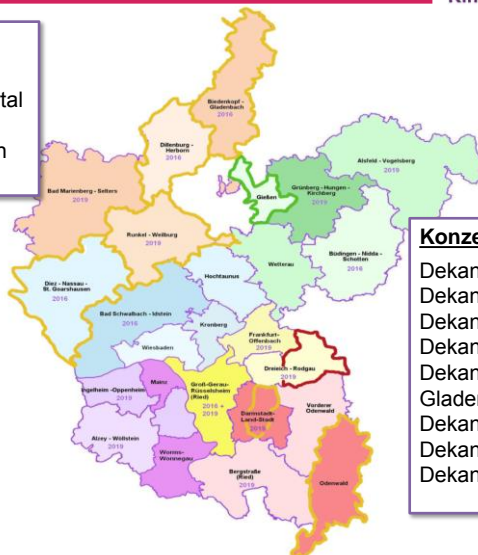 tal
n
Biedenkopf -
Gladenbach
2016
Dillenburg -
Herborn
2016
Alsfeld - Vogelsberg
2019
Gießen
Grünberg - Hungen -
Kirchberg
2019
Bad Marienberg - Selters
2019
Runkel - Weilburg
2019
Konze
Dekan
Dekan
Dekan
Dekan
Dekan
Gladen
Dekan
Dekan
Dekan
Wetterau
Büdingen - Nidda -
Schotten
2016
Hochtaunus
Diez - Nassau -
St. Goarshausen
2016
Bad Schwalbach - Idstein
Kronberg
Wiesbaden
Frankfurt -
Offenbach
2019
Dreieich - Rodgau
2019
Mainz
Ingelheim -Oppenheim
2019
Groß-Gerau-
Rüsselsheim
(Ried)
2016 +
2019
Vorderer
Odenwald
Darmstadt-
Land-Stadt
Alzey - Wöllstein
2019
Worms-
Wonnegau
Bergstraße
(Ried)
2019
Odenwald